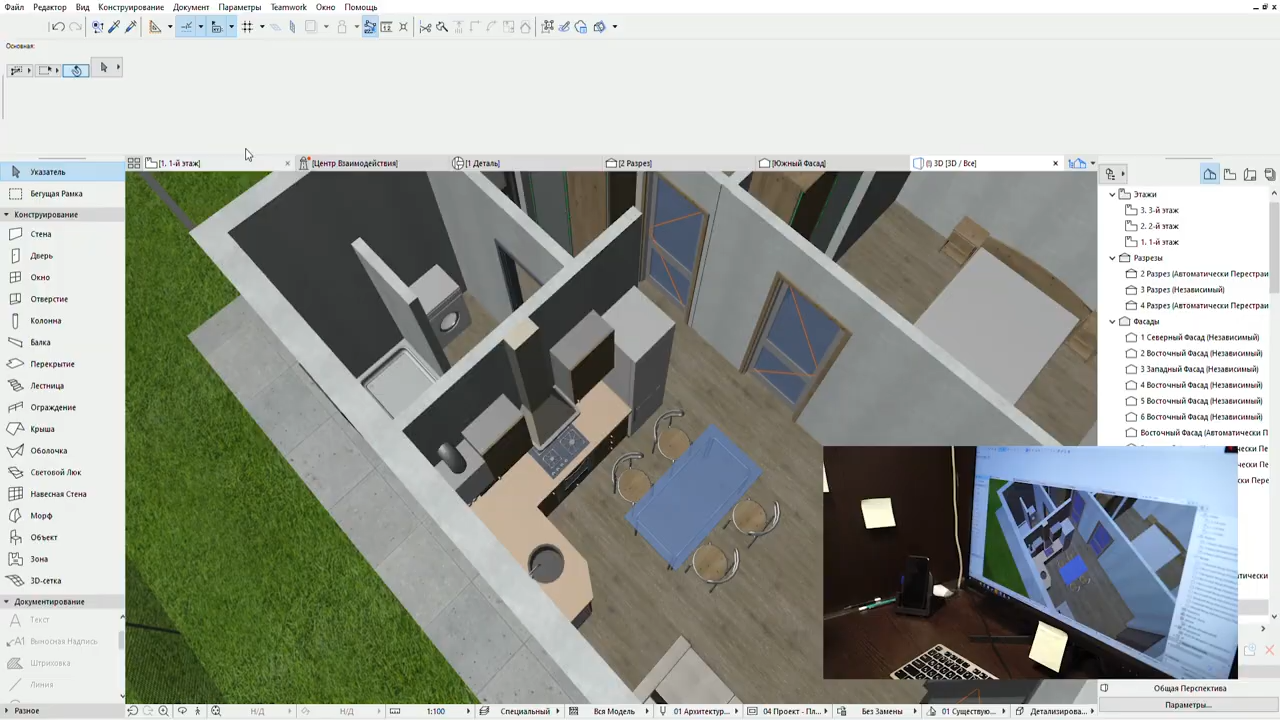 Файл Редактор Вид Конструирование Документ Параметры Teamwork Окно Помощь
Основная:
[1. 1-й этаж]
[Центр Взаимодействия]
[1 Деталь]
[2 Разрез]
[Южный Фасад]
(!) 3D [3D / Все]
Указатель
Бегущая Рамка
Конструирование
Стена
Дверь
Окно
Отверстие
Колонна
Балка
Перекрытие
Лестница
Ограждение
Крыша
Оболочка
Световой Люк
Навесная Стена
Морф
Объект
Зона
3D-сетка
Документирование
Текст
Выносная Надпись
Штриховка
Линия
Разное
Этажи
3. 3-й этаж
2. 2-й этаж
1. 1-й этаж
Разрезы
2 Разрез (Автоматически Перестраи
3 Разрез (Независимый)
4 Разрез (Автоматически Перестраи
Фасады
1 Северный Фасад (Независимый)
2 Восточный Фасад (Независимый)
3 Западный Фасад (Независимый)
4 Восточный Фасад (Независимый)
5 Восточный Фасад (Независимый)
6 Восточный Фасад (Независимый)
Восточный Фасад (Автоматически П
Общая Перспектива
Параметры...
Н/Д
Н/Д
1:100
Специальный
Вся Модель
01 Архитектур...
04 Проект - Пл...
Без Замены
01 Существую...
Детализирова...